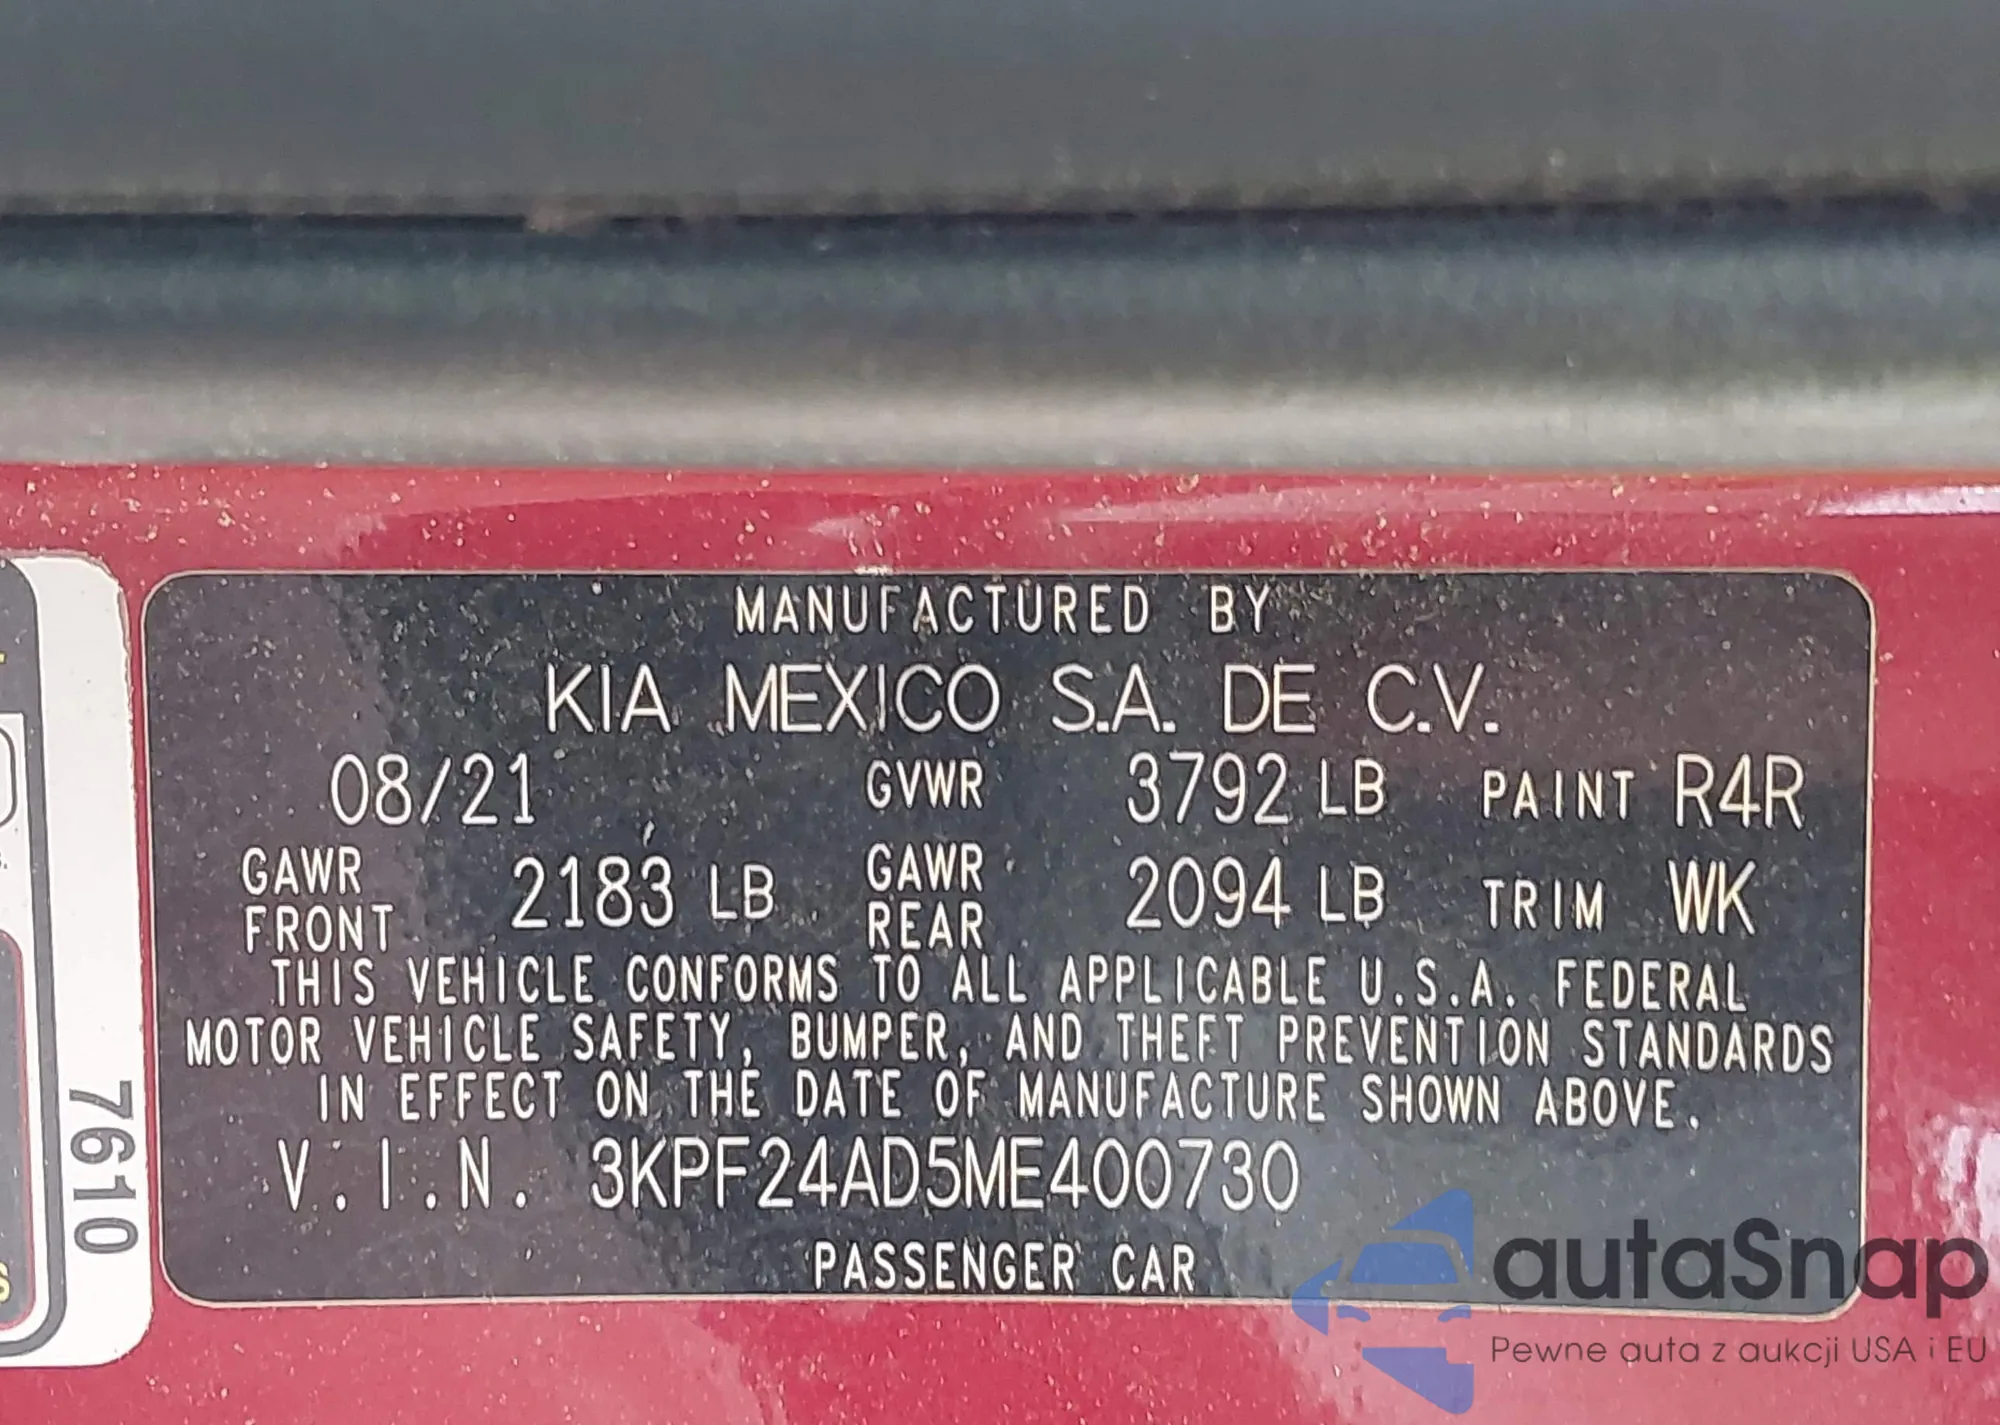 MANUFACTURED BY
KIA MEXICO S.A. DE C.V.
08/21 GVWR 3792 LB PAINT R4R
GAWR FRONT 2183 LB GAWR REAR 2094 LB TRIM WK
THIS VEHICLE CONFORMS TO ALL APPLICABLE U.S.A. FEDERAL
MOTOR VEHICLE SAFETY, BUMPER, AND THEFT PREVENTION STANDARDS
IN EFFECT ON THE DATE OF MANUFACTURE SHOWN ABOVE.
V.I.N. 3KPF24AD5ME400730
PASSENGER CAR
7610
autaSnap
Pewne auta z aukcji USA i EU